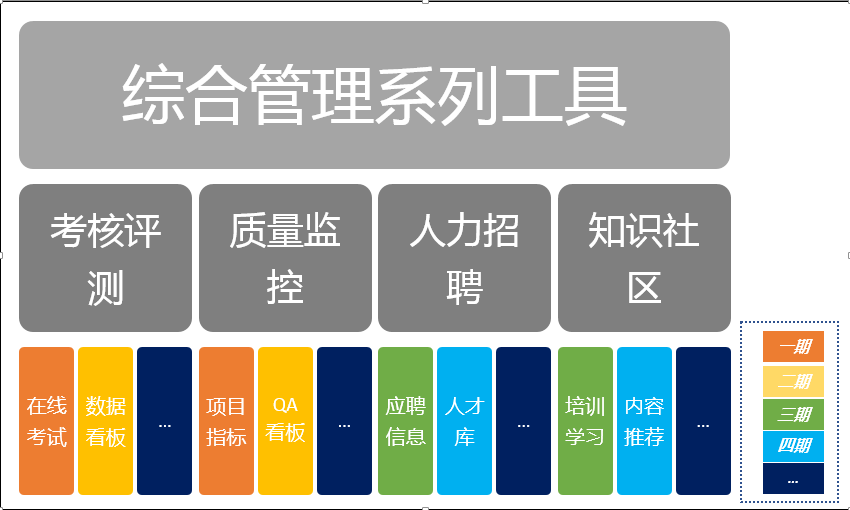 综合管理系列工具
考核评
测
质量监
控
人力招
聘
知识社
区
在线
考试
数据
看板
...
项目
指标
QA
看板
...
应聘
信息
人才
库
...
培训
学习
内容
推荐
...
一期
二期
三期
四期
...